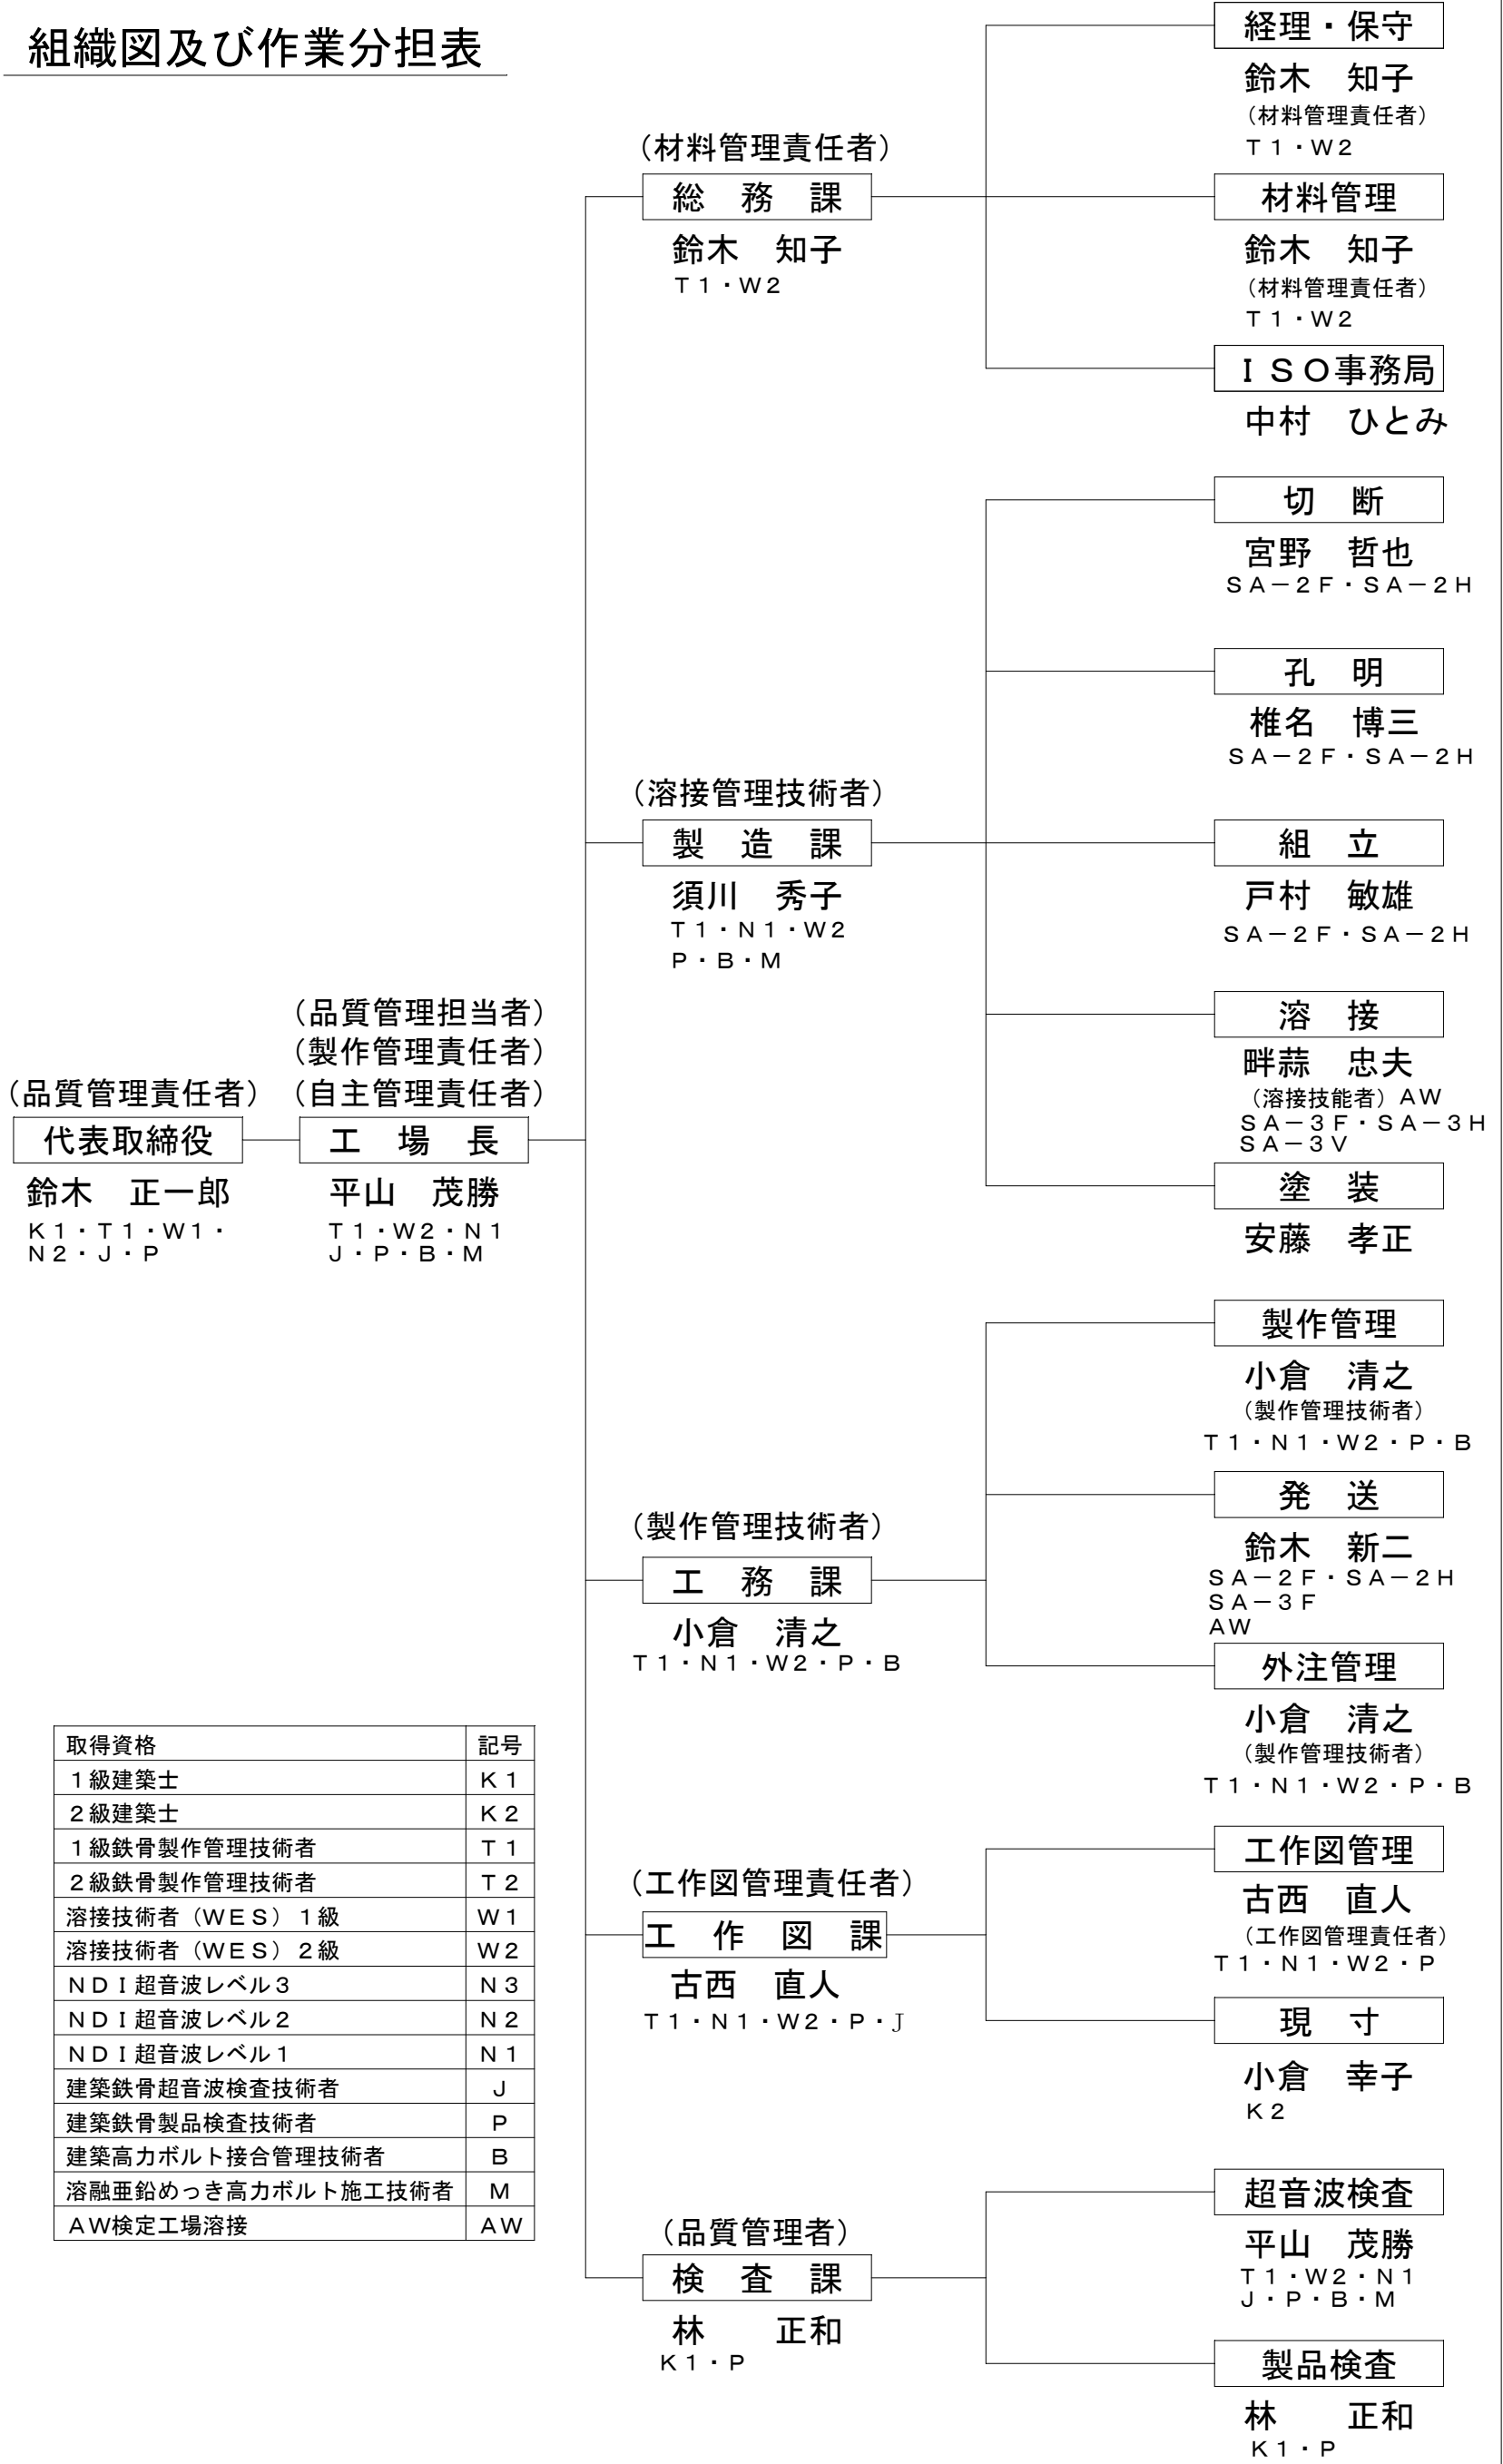 組織図及び作業分担表
(品質管理責任者)
代表取締役
鈴木　正一郎
K1・T1・W1・
N2・J・P
(品質管理担当者)
(製作管理責任者)
(自主管理責任者)
工　場　長
平山　茂勝
T1・W2・N1
J・P・B・M
(材料管理責任者)
総　務　課
鈴木　知子
T1・W2
経理・保守
鈴木　知子
(材料管理責任者)
T1・W2
材料管理
鈴木　知子
(材料管理責任者)
T1・W2
ISO事務局
中村　ひとみ
(溶接管理技術者)
製　造　課
須川　秀子
T1・N1・W2
P・B・M
切　断
宮野　哲也
SA－2F・SA－2H
孔　明
椎名　博三
SA－2F・SA－2H
組　立
戸村　敏雄
SA－2F・SA－2H
溶　接
畔蒜　忠夫
(溶接技能者) AW
SA－3F・SA－3H
SA－3V
塗　装
安藤　孝正
(製作管理技術者)
工　務　課
小倉　清之
T1・N1・W2・P・B
製作管理
小倉　清之
(製作管理技術者)
T1・N1・W2・P・B
発　送
鈴木　新二
SA－2F・SA－2H
SA－3F
AW
外注管理
小倉　清之
(製作管理技術者)
T1・N1・W2・P・B
(工作図管理責任者)
工　作　図　課
古西　直人
T1・N1・W2・P・J
工作図管理
古西　直人
(工作図管理責任者)
T1・N1・W2・P
現　寸
小倉　幸子
K2
(品質管理者)
検　査　課
林　　正和
K1・P
超音波検査
平山　茂勝
T1・W2・N1
J・P・B・M
製品検査
林　　正和
K1・P
取得資格　記号
1級建築士　K1
2級建築士　K2
1級鉄骨製作管理技術者　T1
2級鉄骨製作管理技術者　T2
溶接技術者（WES）1級　W1
溶接技術者（WES）2級　W2
NDI超音波レベル3　N3
NDI超音波レベル2　N2
NDI超音波レベル1　N1
建築鉄骨超音波検査技術者　J
建築鉄骨製品検査技術者　P
建築高力ボルト接合管理技術者　B
溶融亜鉛めっき高力ボルト施工技術者　M
AW検定工場溶接　AW